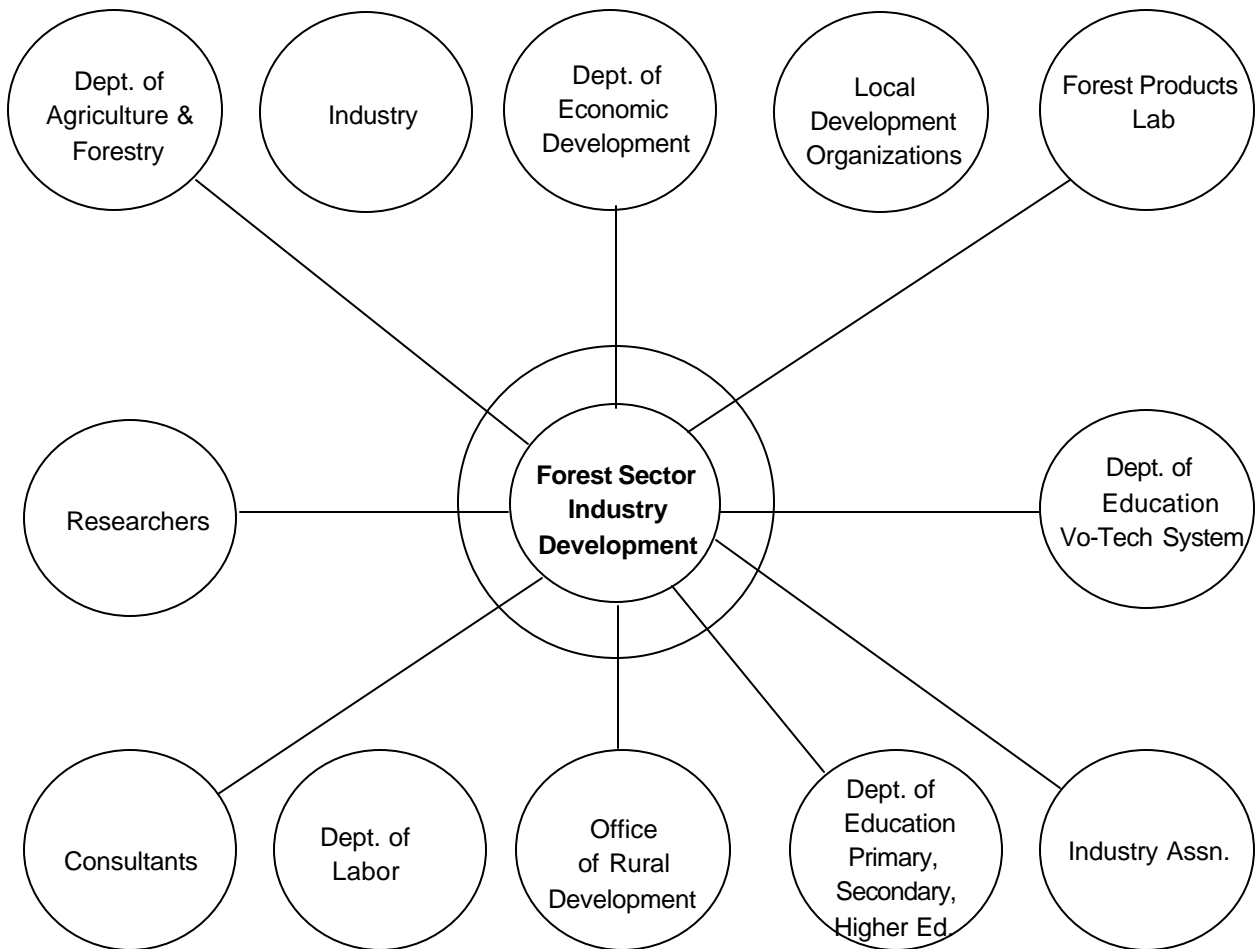 Dept. of
Agriculture &
Forestry
Industry
Dept. of
Economic
Development
Local
Development
Organizations
Forest Products
Lab
Researchers
Forest Sector
Industry
Development
Dept. of
Education
Vo-Tech System
Consultants
Dept. of
Labor
Office
of Rural
Development
Dept. of
Education
Primary,
Secondary,
Higher Ed.
Industry Assn.